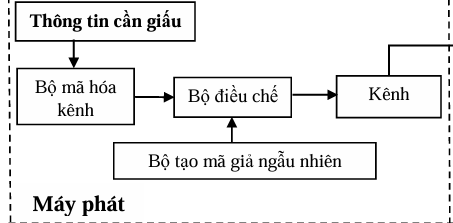 Thông tin cần giấu
Bộ mã hóa
kênh
Bộ điều chế
Kênh
Bộ tạo mã giả ngẫu nhiên
Máy phát